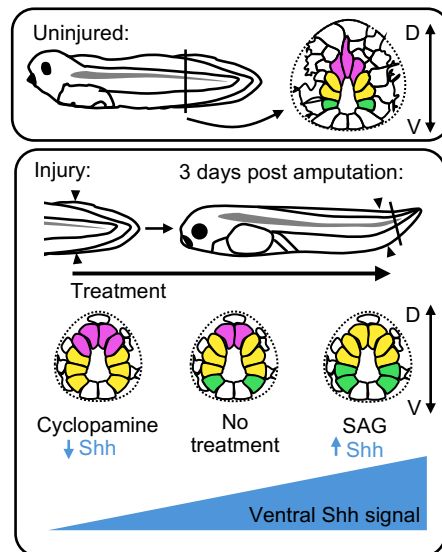 Uninjured:
D
V
Injury:
3 days post amputation:
Treatment
D
V
Cyclopamine
↓ Shh
No
treatment
SAG
↑ Shh
Ventral Shh signal